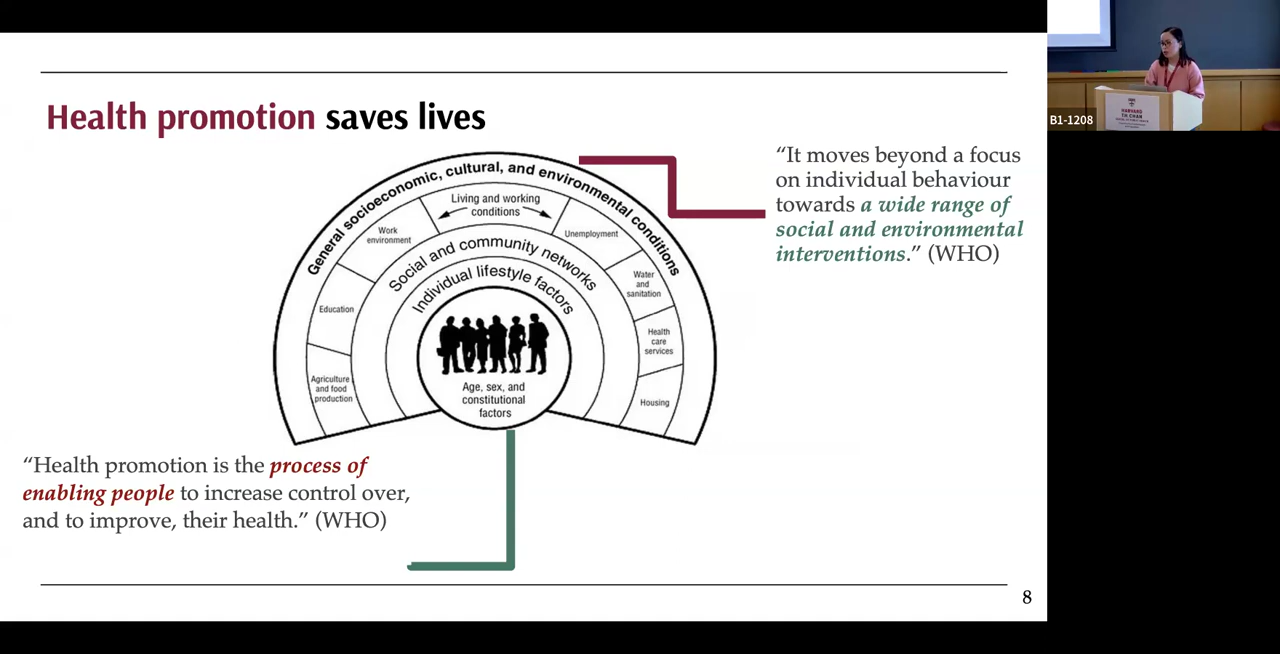 Health promotion saves lives
General socioeconomic, cultural, and environmental conditions
Living and working
conditions
Work
environment
Unemployment
Education
Water
and
sanitation
Agriculture
and food
production
Health
care
services
Housing
Social and community networks
Individual lifestyle factors
Age, sex, and
constitutional
factors
“It moves beyond a focus
on individual behaviour
towards a wide range of
social and environmental
interventions.” (WHO)
“Health promotion is the process of
enabling people to increase control over,
and to improve, their health.” (WHO)
8
B1-1208
HARVARD
T.H. CHAN